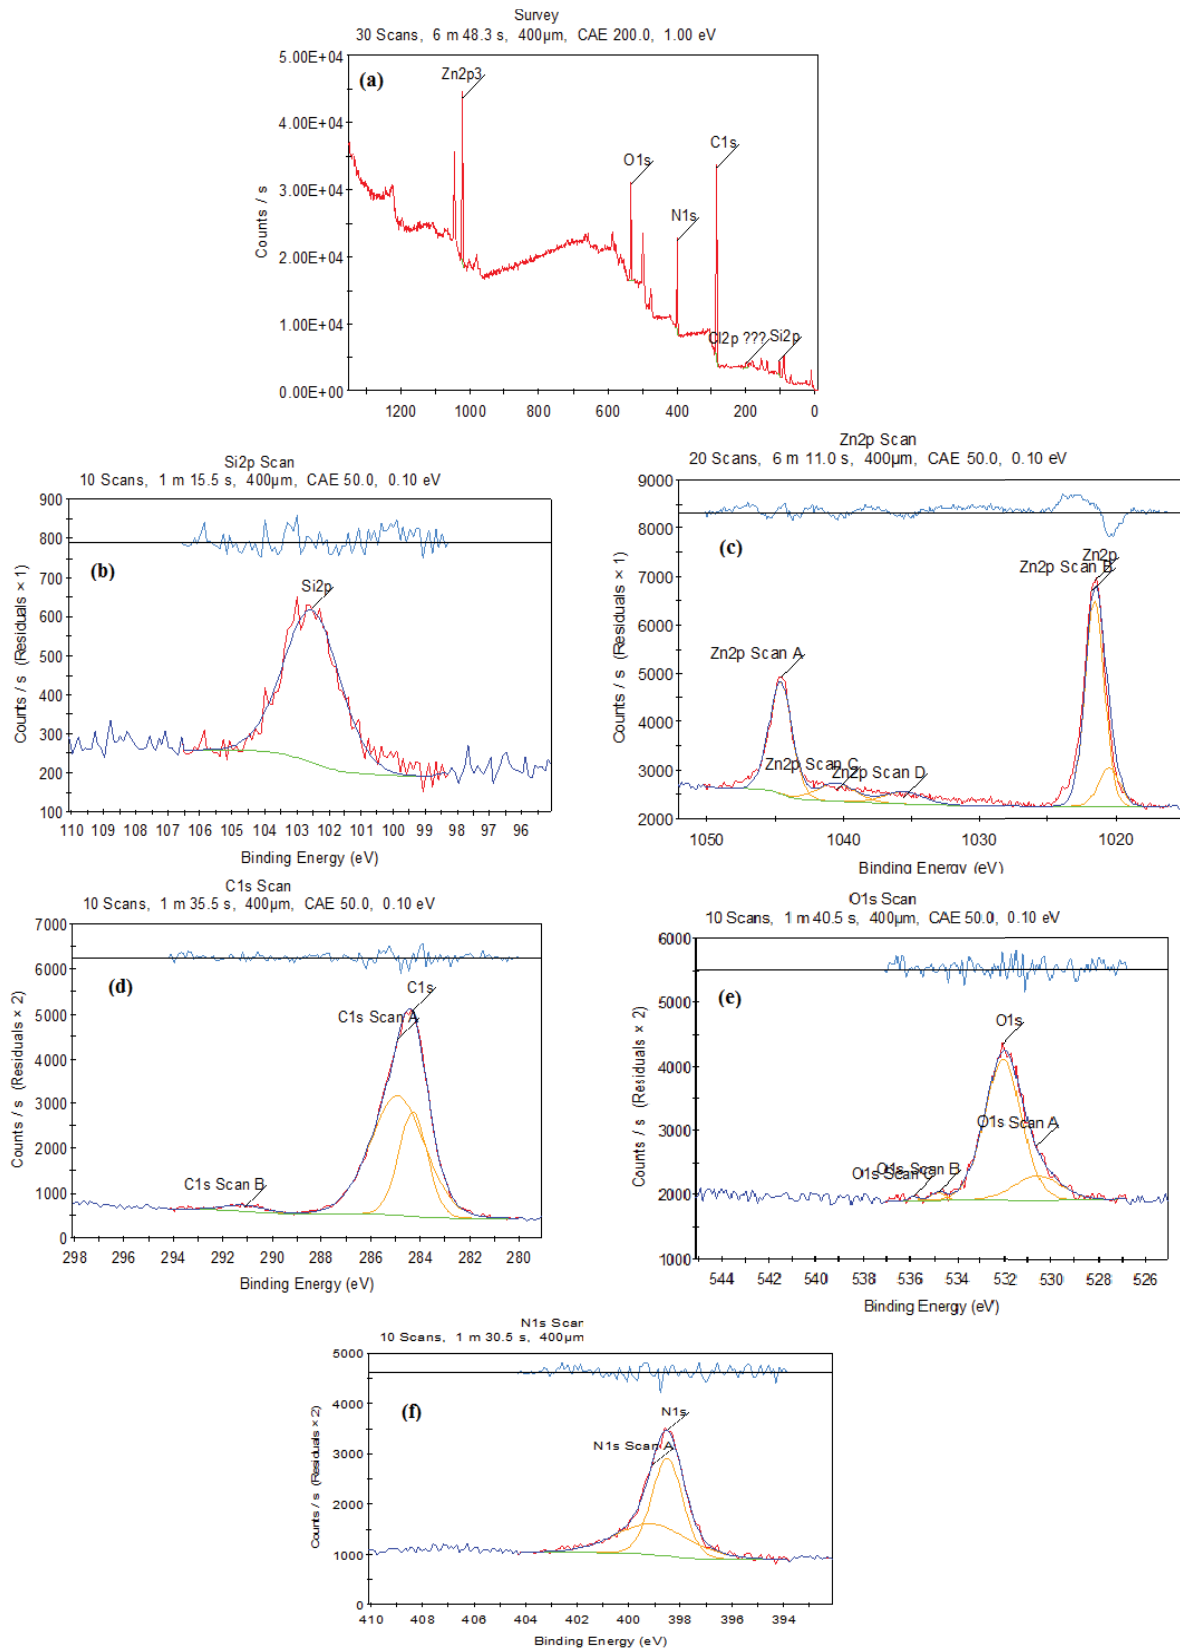 Survey
30 Scans, 6 m 48.3 s, 400µm, CAE 200.0, 1.00 eV
5.00E+04
(a)
Zn2p3
4.00E+04
C1s
O1s
3.00E+04
N1s
Counts / s
2.00E+04
1.00E+04
Cl2p ???
Si2p
0.00E+00
1200 1000 800 600 400 200 0
Si2p Scan
10 Scans, 1 m 15.5 s, 400µm, CAE 50.0, 0.10 eV
900
800
(b)
700
Si2p
600
500
400
300
200
100
Counts / s (Residuals × 1)
110 109 108 107 106 105 104 103 102 101 100 99 98 97 96
Binding Energy (eV)
Zn2p Scan
20 Scans, 6 m 11.0 s, 400µm, CAE 50.0, 0.10 eV
9000
8000
(c)
Zn2p
Zn2p Scan B
7000
6000
Zn2p Scan A
5000
4000
Zn2p Scan C
Zn2p Scan D
3000
2000
Counts / s (Residuals × 1)
1050 1040 1030 1020
Binding Energy (eV)
C1s Scan
10 Scans, 1 m 35.5 s, 400µm, CAE 50.0, 0.10 eV
7000
6000
(d)
C1s
C1s Scan A
5000
4000
3000
2000
C1s Scan B
1000
0
Counts / s (Residuals × 2)
298 296 294 292 290 288 286 284 282 280
Binding Energy (eV)
O1s Scan
10 Scans, 1 m 40.5 s, 400µm, CAE 50.0, 0.10 eV
6000
(e)
5000
O1s
4000
3000
O1s Scan A
O1s Scan B
O1s Scan C
2000
1000
Counts / s (Residuals × 2)
544 542 540 538 536 534 532 530 528 526
Binding Energy (eV)
N1s Scan
10 Scans, 1 m 30.5 s, 400µm
5000
4000
(f)
N1s
N1s Scan A
3000
2000
1000
0
Counts / s (Residuals × 2)
410 408 406 404 402 400 398 396 394
Binding Energy (eV)